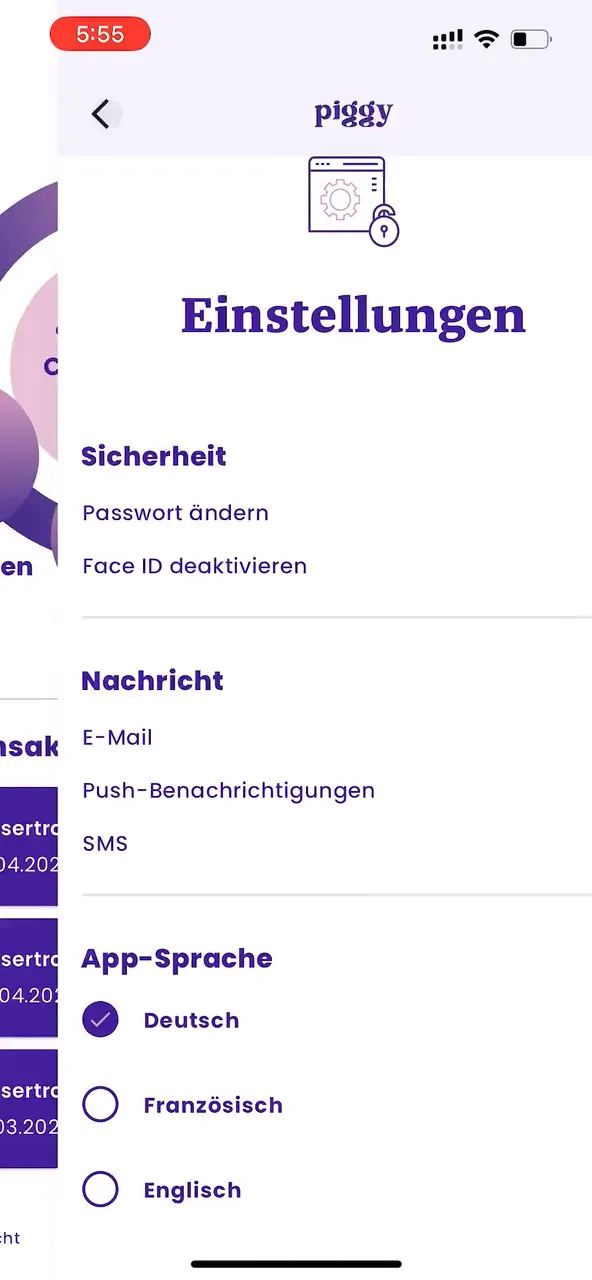 5:55
piggy
Einstellungen
Sicherheit
Passwort ändern
Face ID deaktivieren
en
Nachricht
E-Mail
Push-Benachrichtigungen
SMS
App-Sprache
Deutsch
Französisch
Englisch